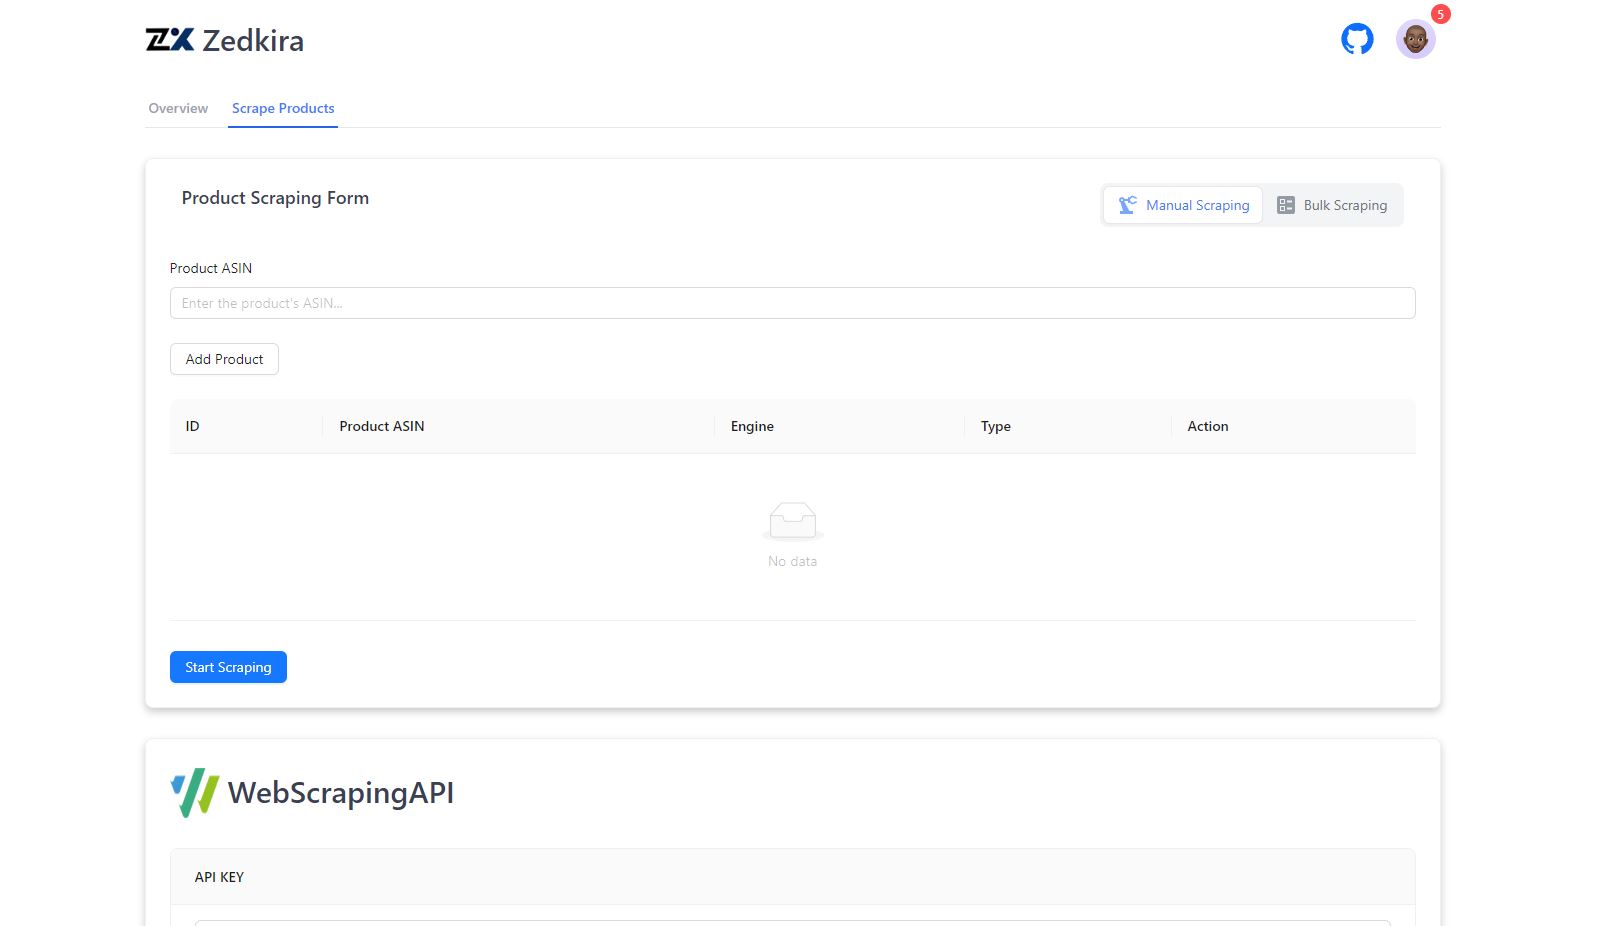 ZX Zedkira
5
Overview Scrape Products
Product Scraping Form
Manual Scraping Bulk Scraping
Product ASIN
Enter the product's ASIN...
Add Product
ID Product ASIN Engine Type Action
No data
Start Scraping
WebScrapingAPI
API KEY